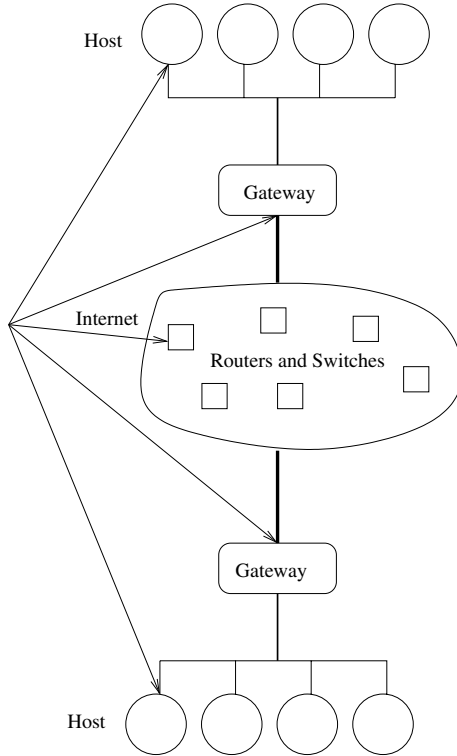 Host
Gateway
Internet
Routers and Switches
Gateway
Host